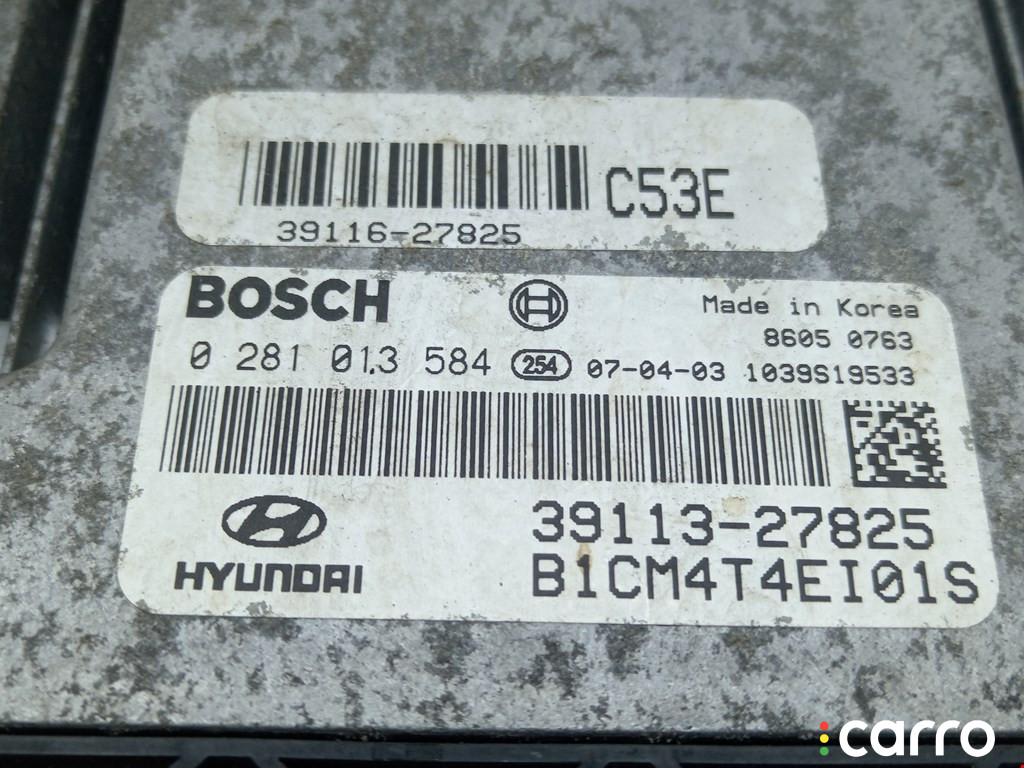 C53E
39116-27825
BOSCH
Made in Korea
8605 0763
0 281 013 584 254 07-04-03 1039S19533
39113-27825
HYUNDAI
B1CM4T4EI01S
carro